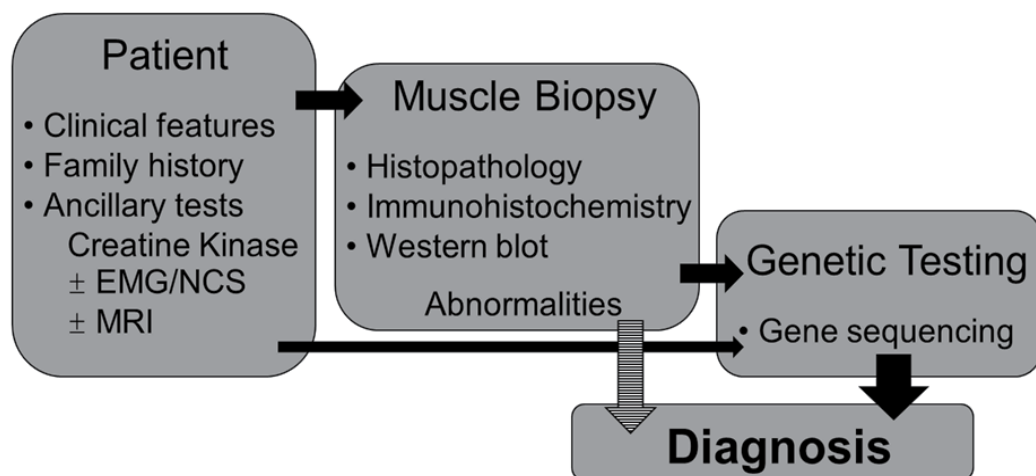 Patient
• Clinical features
• Family history
• Ancillary tests
Creatine Kinase
± EMG/NCS
± MRI
Muscle Biopsy
• Histopathology
• Immunohistochemistry
• Western blot
Abnormalities
Genetic Testing
• Gene sequencing
Diagnosis